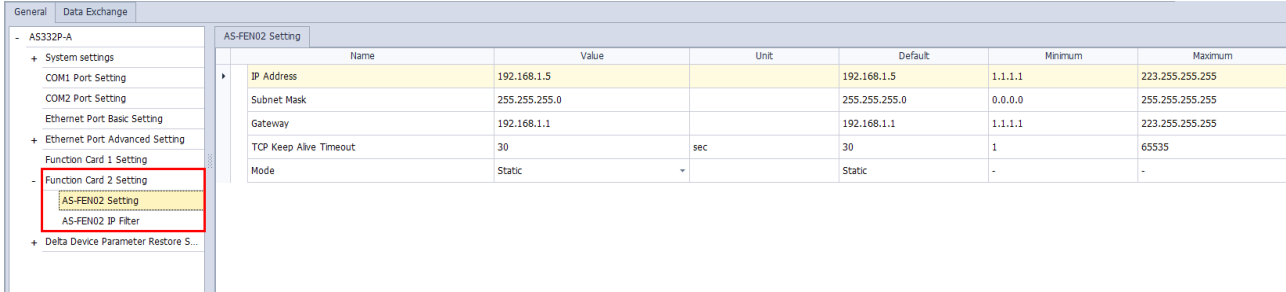 General Data Exchange
- AS332P-A
+ System settings
COM1 Port Setting
COM2 Port Setting
Ethernet Port Basic Setting
+ Ethernet Port Advanced Setting
Function Card 1 Setting
- Function Card 2 Setting
AS-FEN02 Setting
AS-FEN02 IP Filter
+ Delta Device Parameter Restore S...
AS-FEN02 Setting
Name Value Unit Default Minimum Maximum
IP Address 192.168.1.5 192.168.1.5 1.1.1.1 223.255.255.255
Subnet Mask 255.255.255.0 255.255.255.0 0.0.0.0 255.255.255.255
Gateway 192.168.1.1 192.168.1.1 1.1.1.1 223.255.255.255
TCP Keep Alive Timeout 30 sec 30 1 65535
Mode Static Static - -